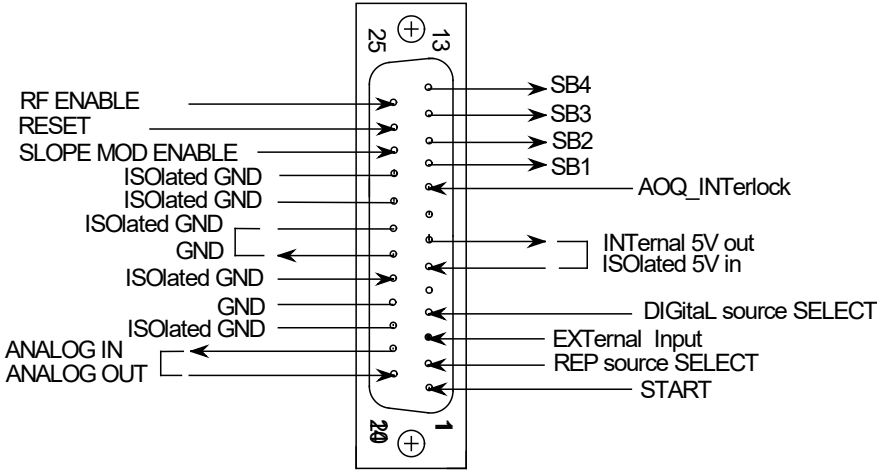 25
13
RF ENABLE
RESET
SLOPE MOD ENABLE
ISOlated GND
ISOlated GND
ISOlated GND
GND
ISOlated GND
GND
ISOlated GND
ANALOG IN
ANALOG OUT
SB4
SB3
SB2
SB1
AOQ_INTerlock
INTernal 5V out
ISOlated 5V in
DIGitaL source SELECT
EXTernal Input
REP source SELECT
START
1